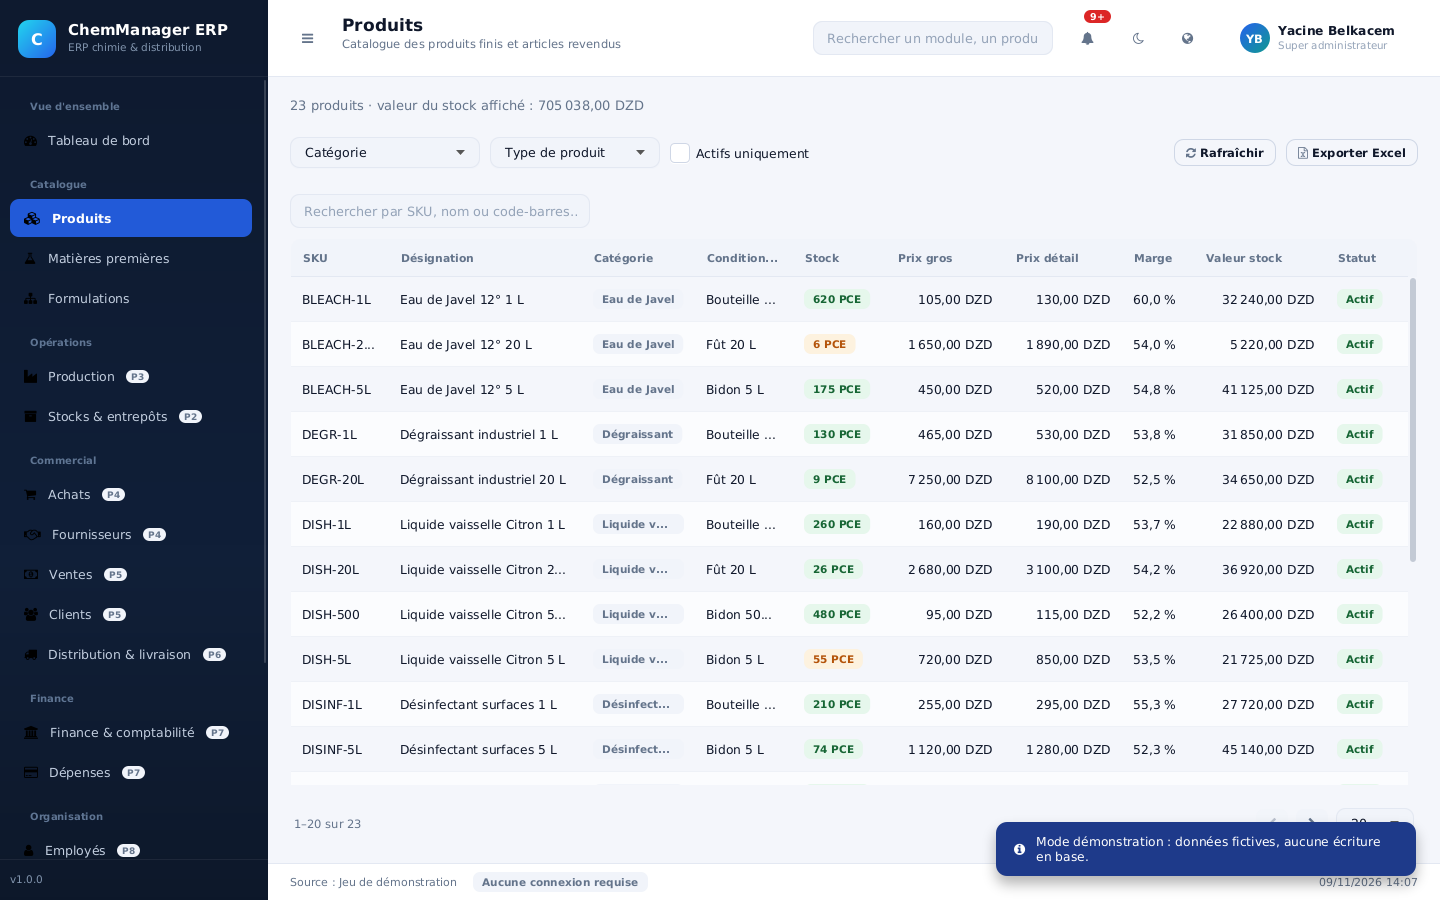 C
ChemManager ERP
ERP chimie & distribution
Vue d'ensemble
Tableau de bord
Catalogue
Produits
Matières premières
Formulations
Opérations
Production P3
Stocks & entrepôts P2
Commercial
Achats P4
Fournisseurs P4
Ventes P5
Clients P5
Distribution & livraison P6
Finance
Finance & comptabilité P7
Dépenses P7
Organisation
Employés P8
v1.0.0
Produits
Catalogue des produits finis et articles revendus
Rechercher un module, un produ
9+
YB
Yacine Belkacem
Super administrateur
23 produits · valeur du stock affiché : 705 038,00 DZD
Catégorie
Type de produit
Actifs uniquement
Rafraîchir
Exporter Excel
Rechercher par SKU, nom ou code-barres..
SKU Désignation Catégorie Condition... Stock Prix gros Prix détail Marge Valeur stock Statut
BLEACH-1L Eau de Javel 12° 1 L Eau de Javel Bouteille ... 620 PCE 105,00 DZD 130,00 DZD 60,0 % 32 240,00 DZD Actif
BLEACH-2... Eau de Javel 12° 20 L Eau de Javel Fût 20 L 6 PCE 1 650,00 DZD 1 890,00 DZD 54,0 % 5 220,00 DZD Actif
BLEACH-5L Eau de Javel 12° 5 L Eau de Javel Bidon 5 L 175 PCE 450,00 DZD 520,00 DZD 54,8 % 41 125,00 DZD Actif
DEGR-1L Dégraissant industriel 1 L Dégraissant Bouteille ... 130 PCE 465,00 DZD 530,00 DZD 53,8 % 31 850,00 DZD Actif
DEGR-20L Dégraissant industriel 20 L Dégraissant Fût 20 L 9 PCE 7 250,00 DZD 8 100,00 DZD 52,5 % 34 650,00 DZD Actif
DISH-1L Liquide vaisselle Citron 1 L Liquide v... Bouteille ... 260 PCE 160,00 DZD 190,00 DZD 53,7 % 22 880,00 DZD Actif
DISH-20L Liquide vaisselle Citron 2... Liquide v... Fût 20 L 26 PCE 2 680,00 DZD 3 100,00 DZD 54,2 % 36 920,00 DZD Actif
DISH-500 Liquide vaisselle Citron 5... Liquide v... Bidon 50... 480 PCE 95,00 DZD 115,00 DZD 52,2 % 26 400,00 DZD Actif
DISH-5L Liquide vaisselle Citron 5 L Liquide v... Bidon 5 L 55 PCE 720,00 DZD 850,00 DZD 53,5 % 21 725,00 DZD Actif
DISINF-1L Désinfectant surfaces 1 L Désinfect... Bouteille ... 210 PCE 255,00 DZD 295,00 DZD 55,3 % 27 720,00 DZD Actif
DISINF-5L Désinfectant surfaces 5 L Désinfect... Bidon 5 L 74 PCE 1 120,00 DZD 1 280,00 DZD 52,3 % 45 140,00 DZD Actif
1–20 sur 23
Mode démonstration : données fictives, aucune écriture
en base.
Source : Jeu de démonstration
Aucune connexion requise
09/11/2026 14:07